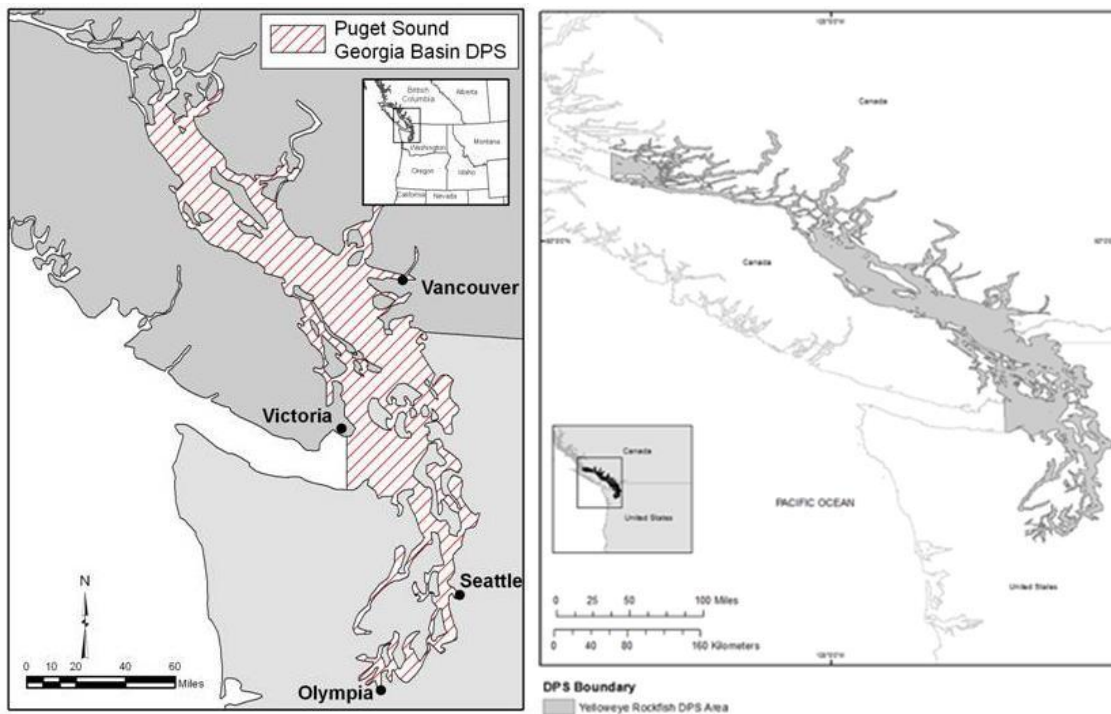 Puget Sound
Georgia Basin DPS
British
Columbia
Alberta
Washington
Montana
Oregon
Idaho
California
Nevada
Vancouver
Victoria
Seattle
Olympia
N
0 10 20 40 60
Miles
Canada
Canada
Canada
United States
PACIFIC OCEAN
United States
0 25 50 100 Miles
0 40 80 160 Kilometers
DPS Boundary
Yelloweye Rockfish DPS Area